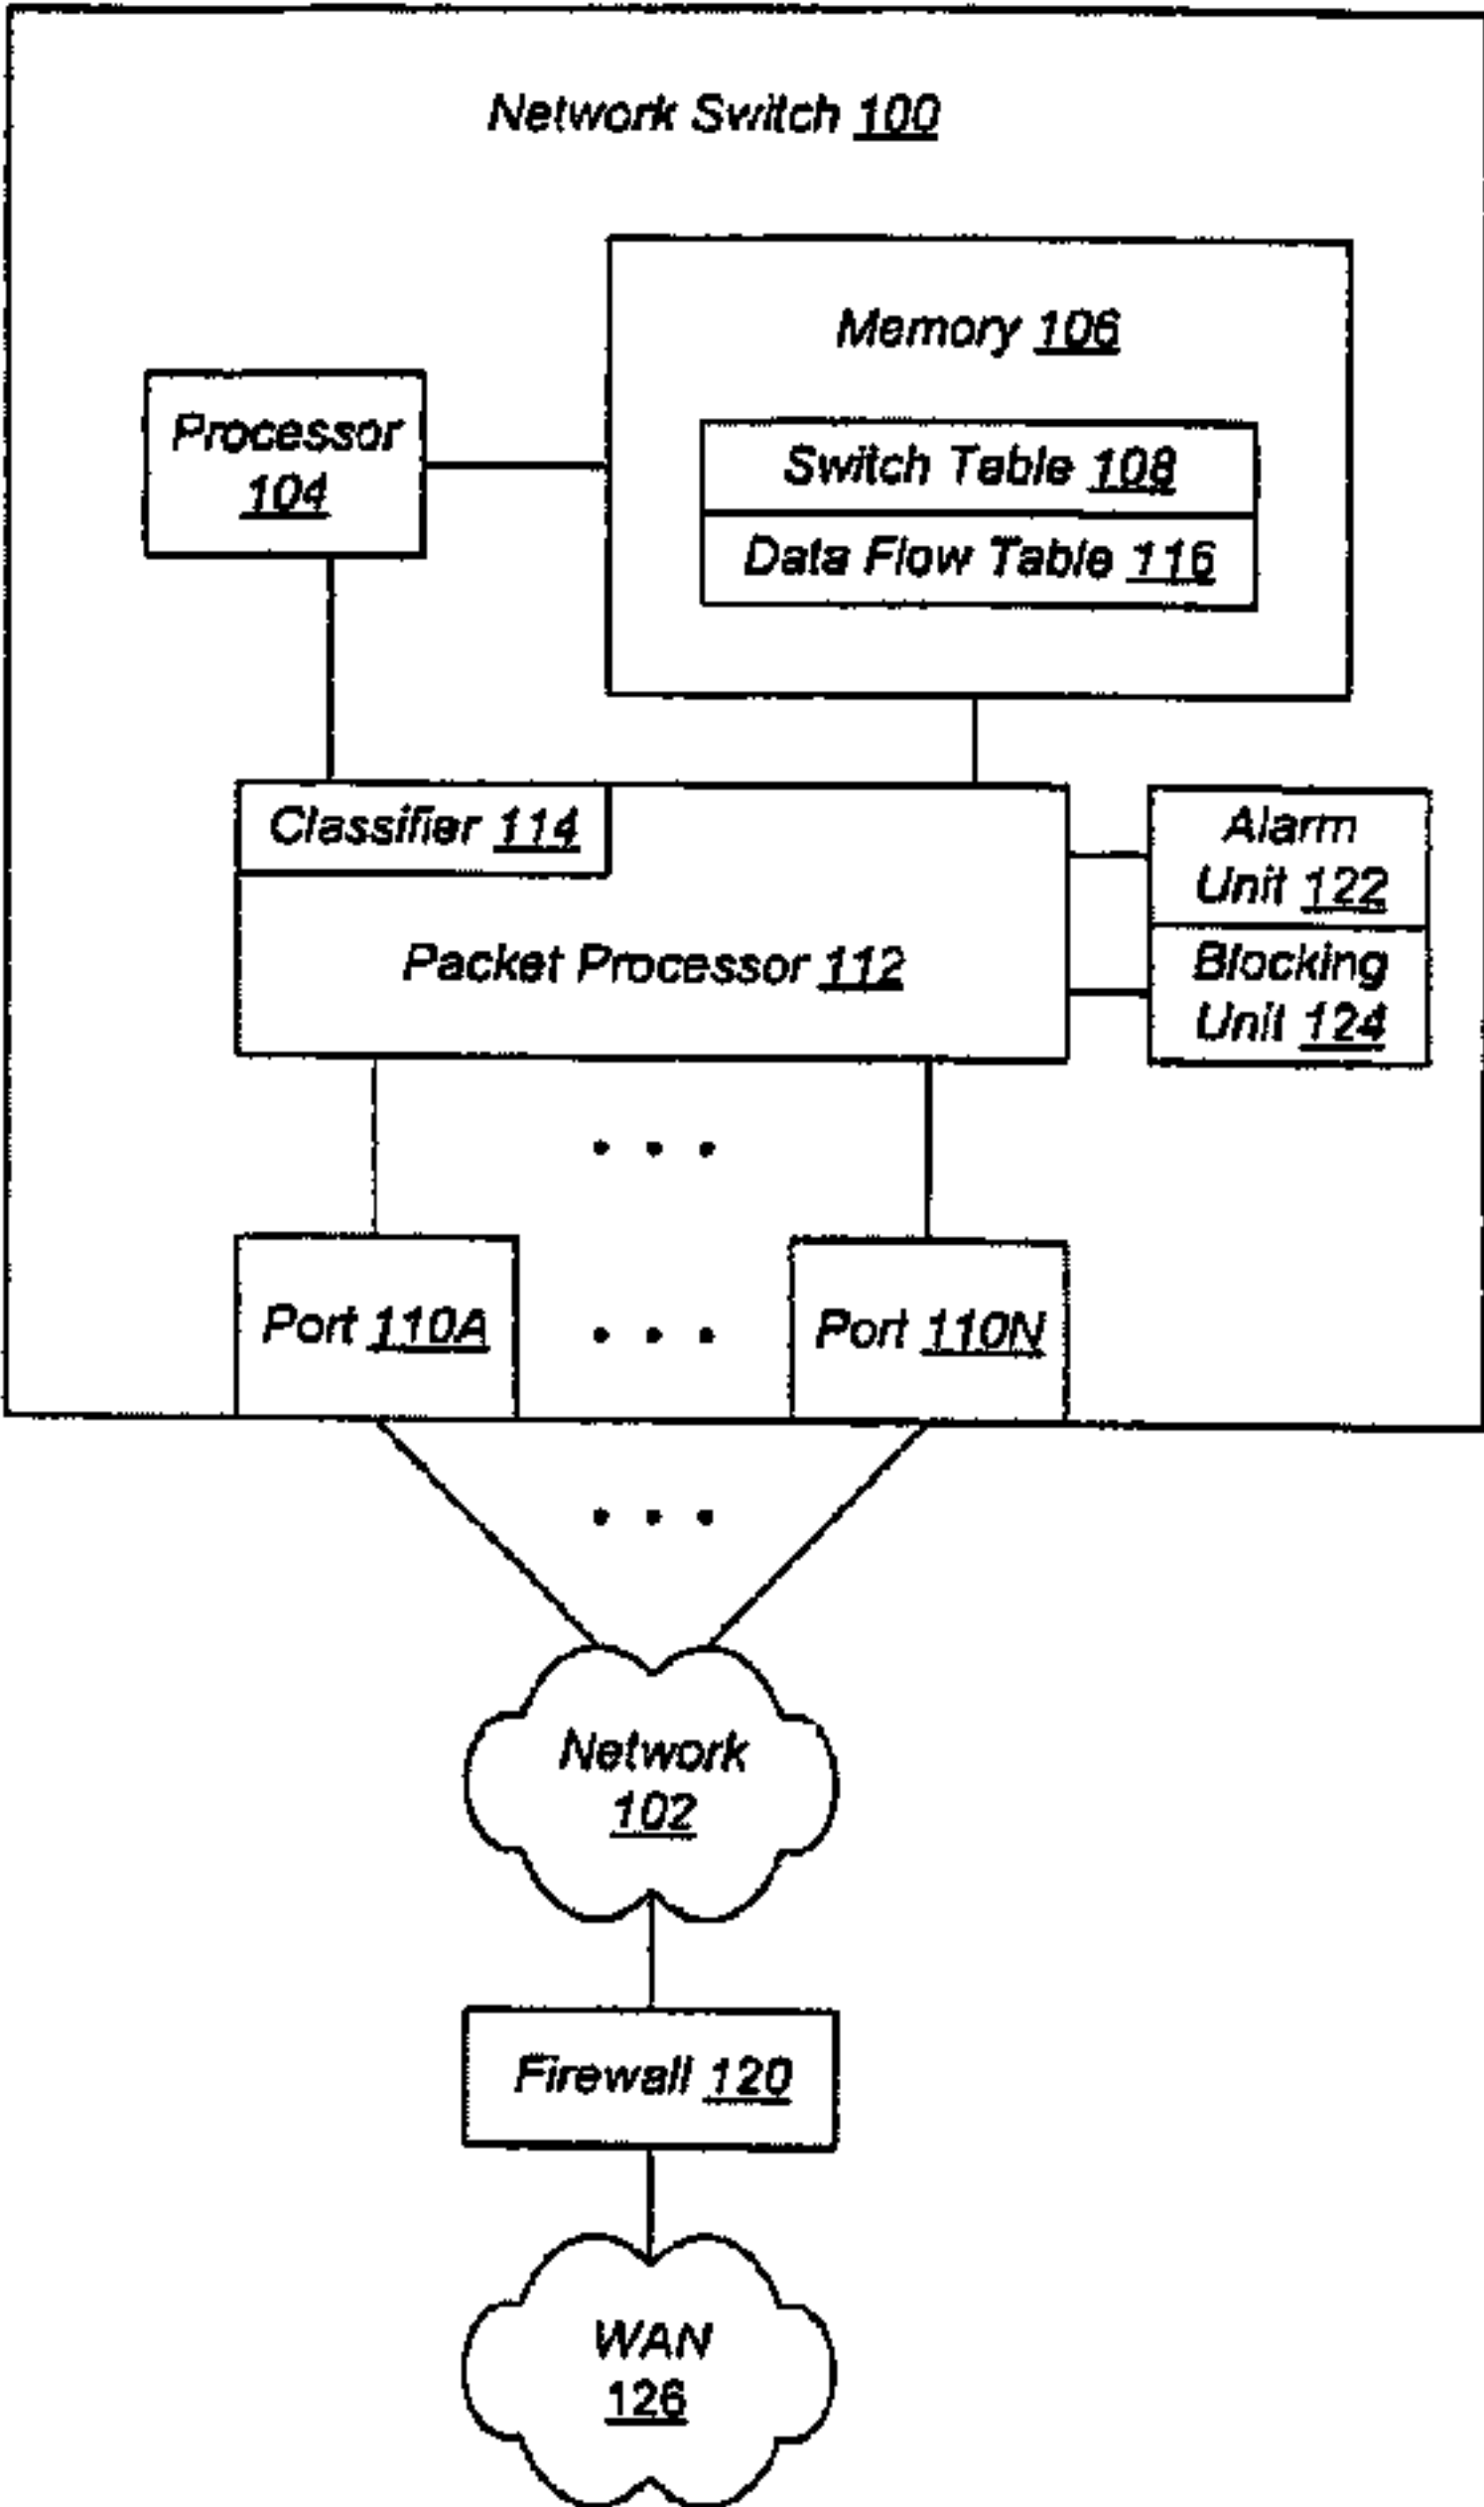 Network Switch 100
Memory 106
Processor
104
Switch Table 108
Data Flow Table 116
Classifier 114
Packet Processor 112
Alarm
Unit 122
Blocking
Unit 124
Port 110A
Port 110N
Network
102
Firewall 120
WAN
126